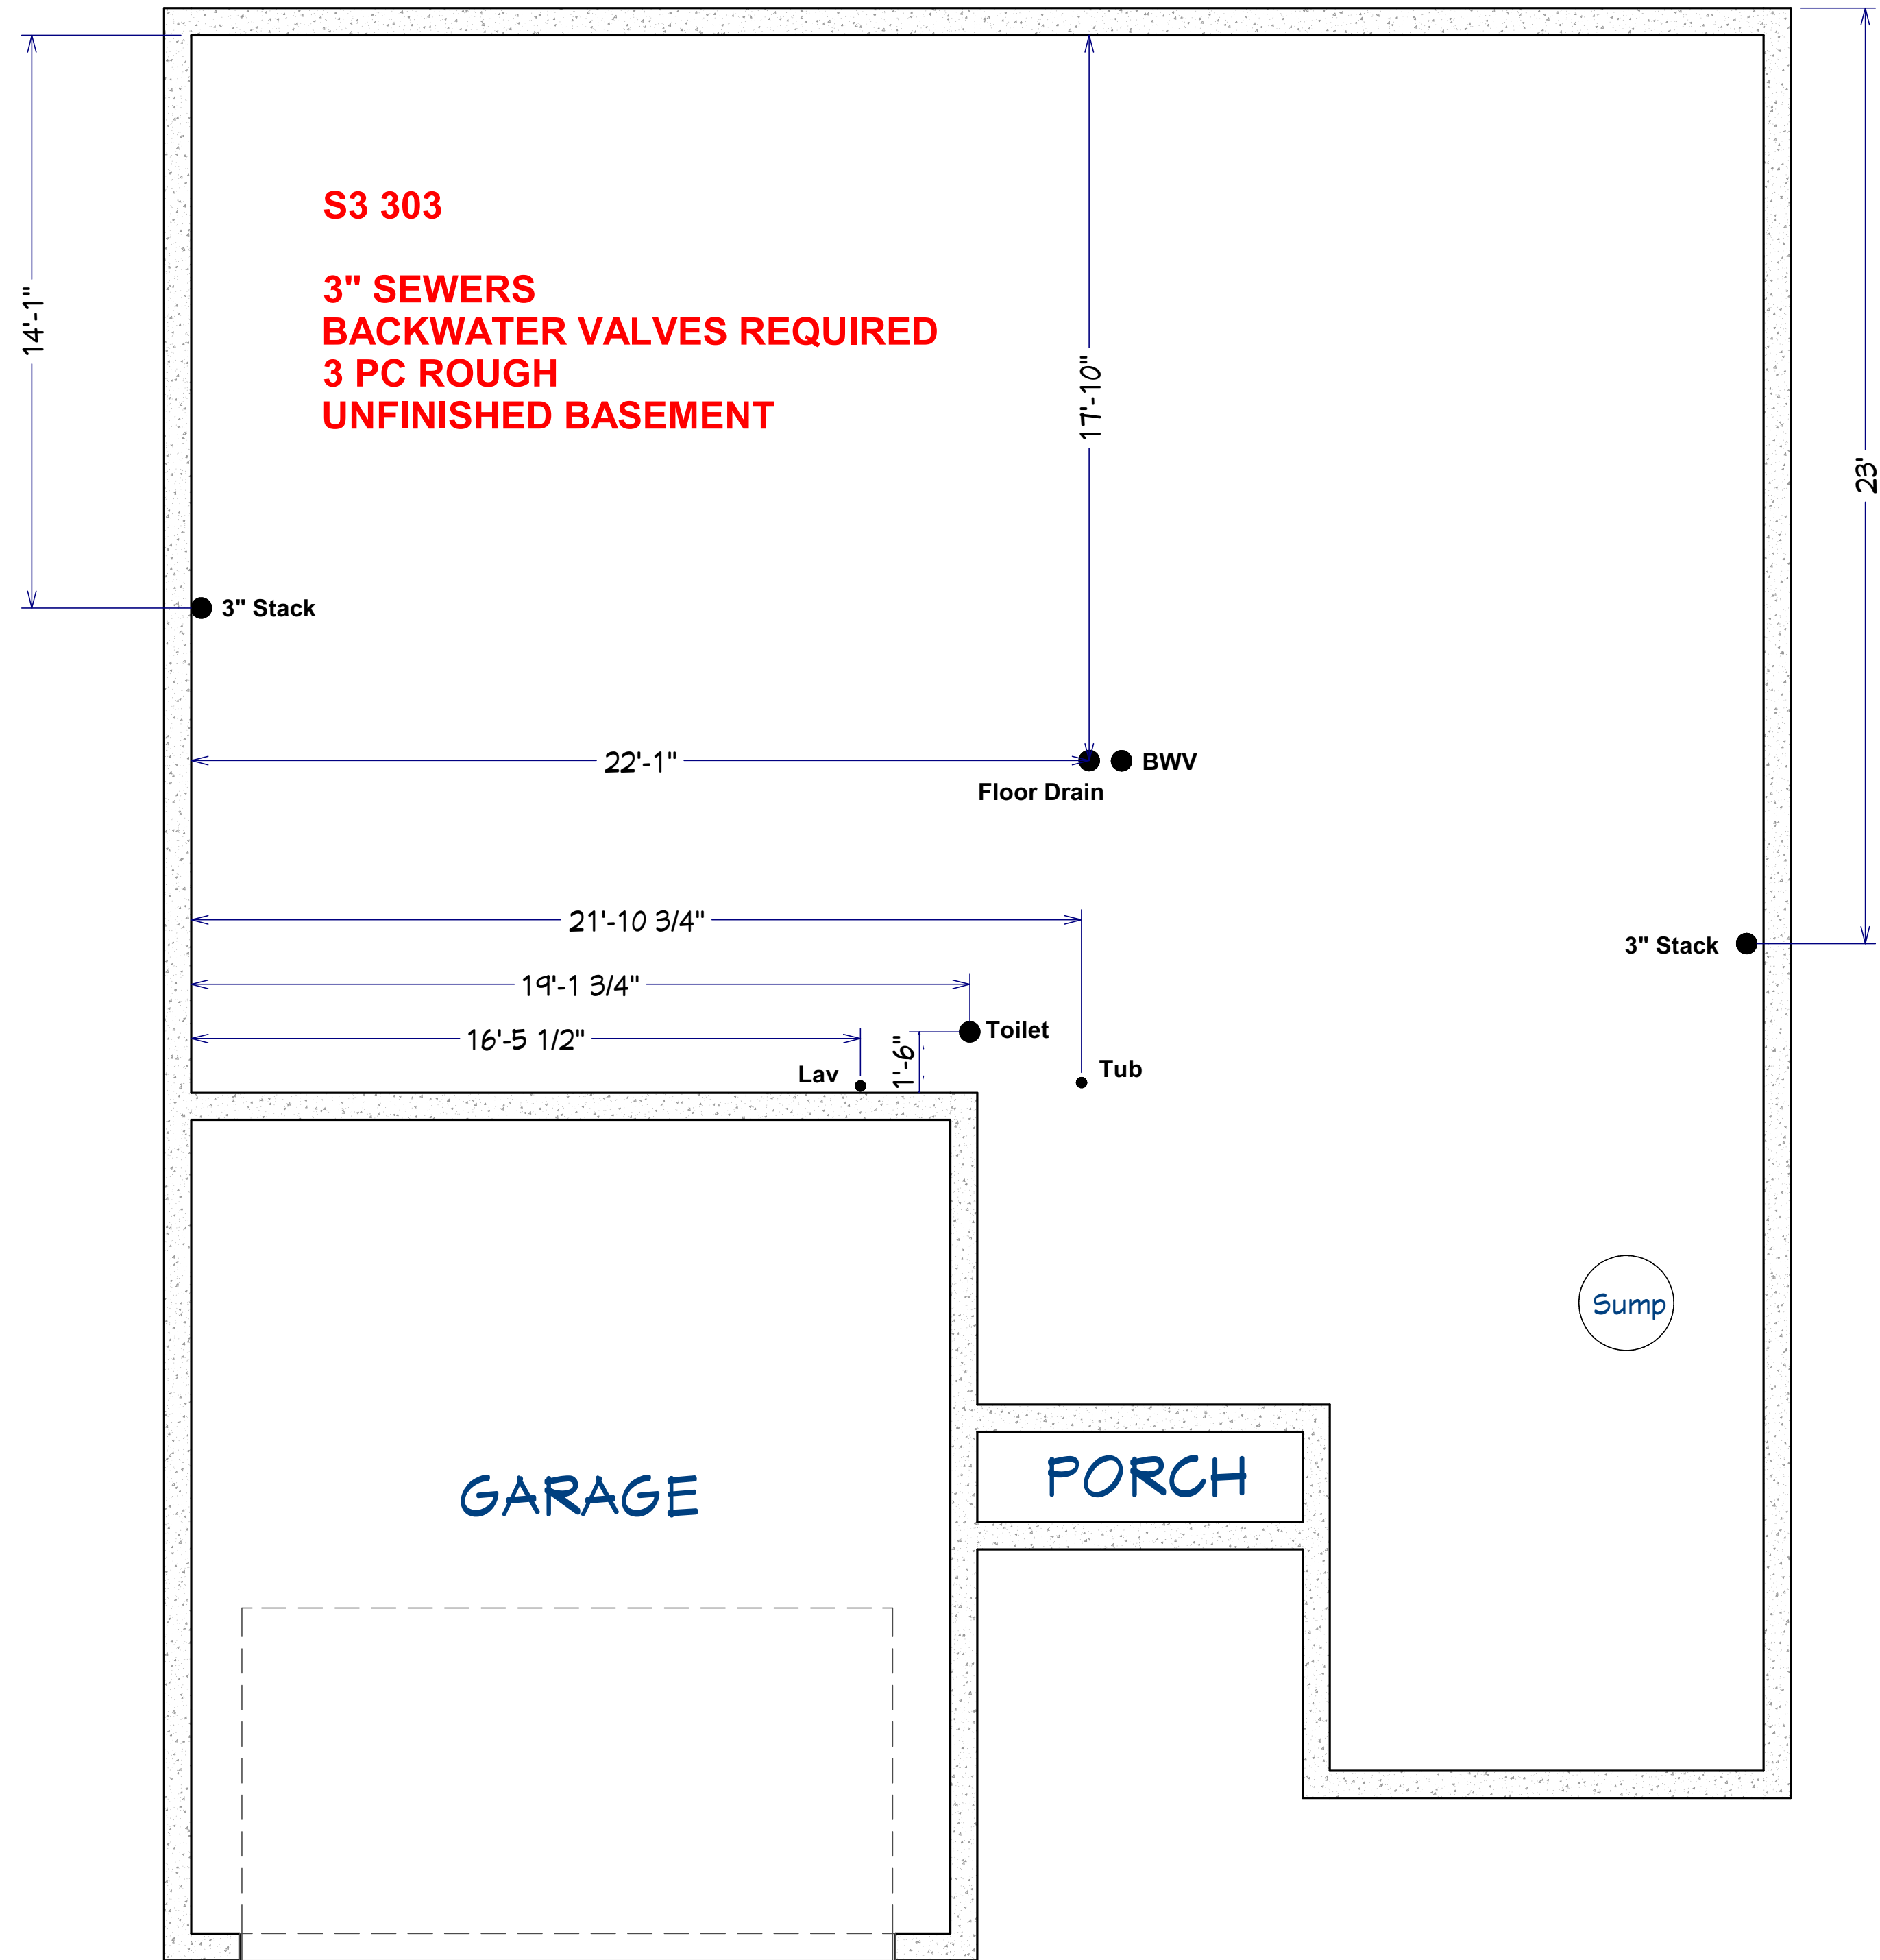 S3 303
3" SEWERS
BACKWATER VALVES REQUIRED
3 PC ROUGH
UNFINISHED BASEMENT
14'-1"
17'-10"
23'
3" Stack
22'-1"
BWV
Floor Drain
21'-10 3/4"
3" Stack
19'-1 3/4"
Toilet
16'-5 1/2"
1'-6"
Lav
Tub
Sump
GARAGE
PORCH